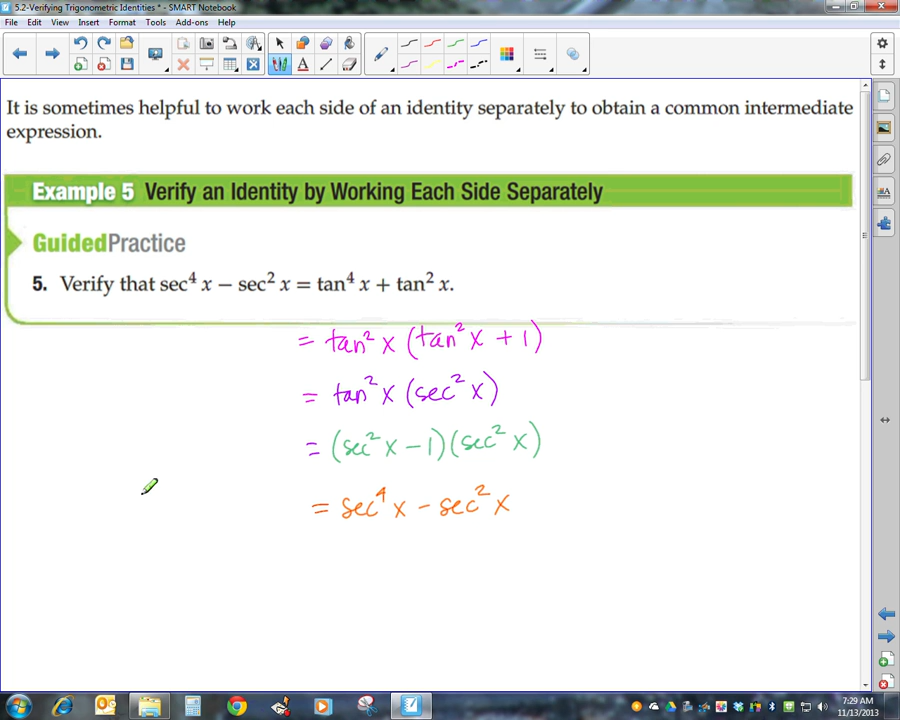 5.2-Verifying Trigonometric Identities * - SMART Notebook
File Edit View Insert Format Tools Add-ons Help
It is sometimes helpful to work each side of an identity separately to obtain a common intermediate
expression.
Example 5 Verify an Identity by Working Each Side Separately
GuidedPractice
5. Verify that sec⁴ x − sec² x = tan⁴ x + tan² x.
= tan² x (tan² x + 1)
= tan² x (sec² x)
= (sec² x − 1)(sec² x)
= sec⁴ x − sec² x
7:29 AM
11/13/2013